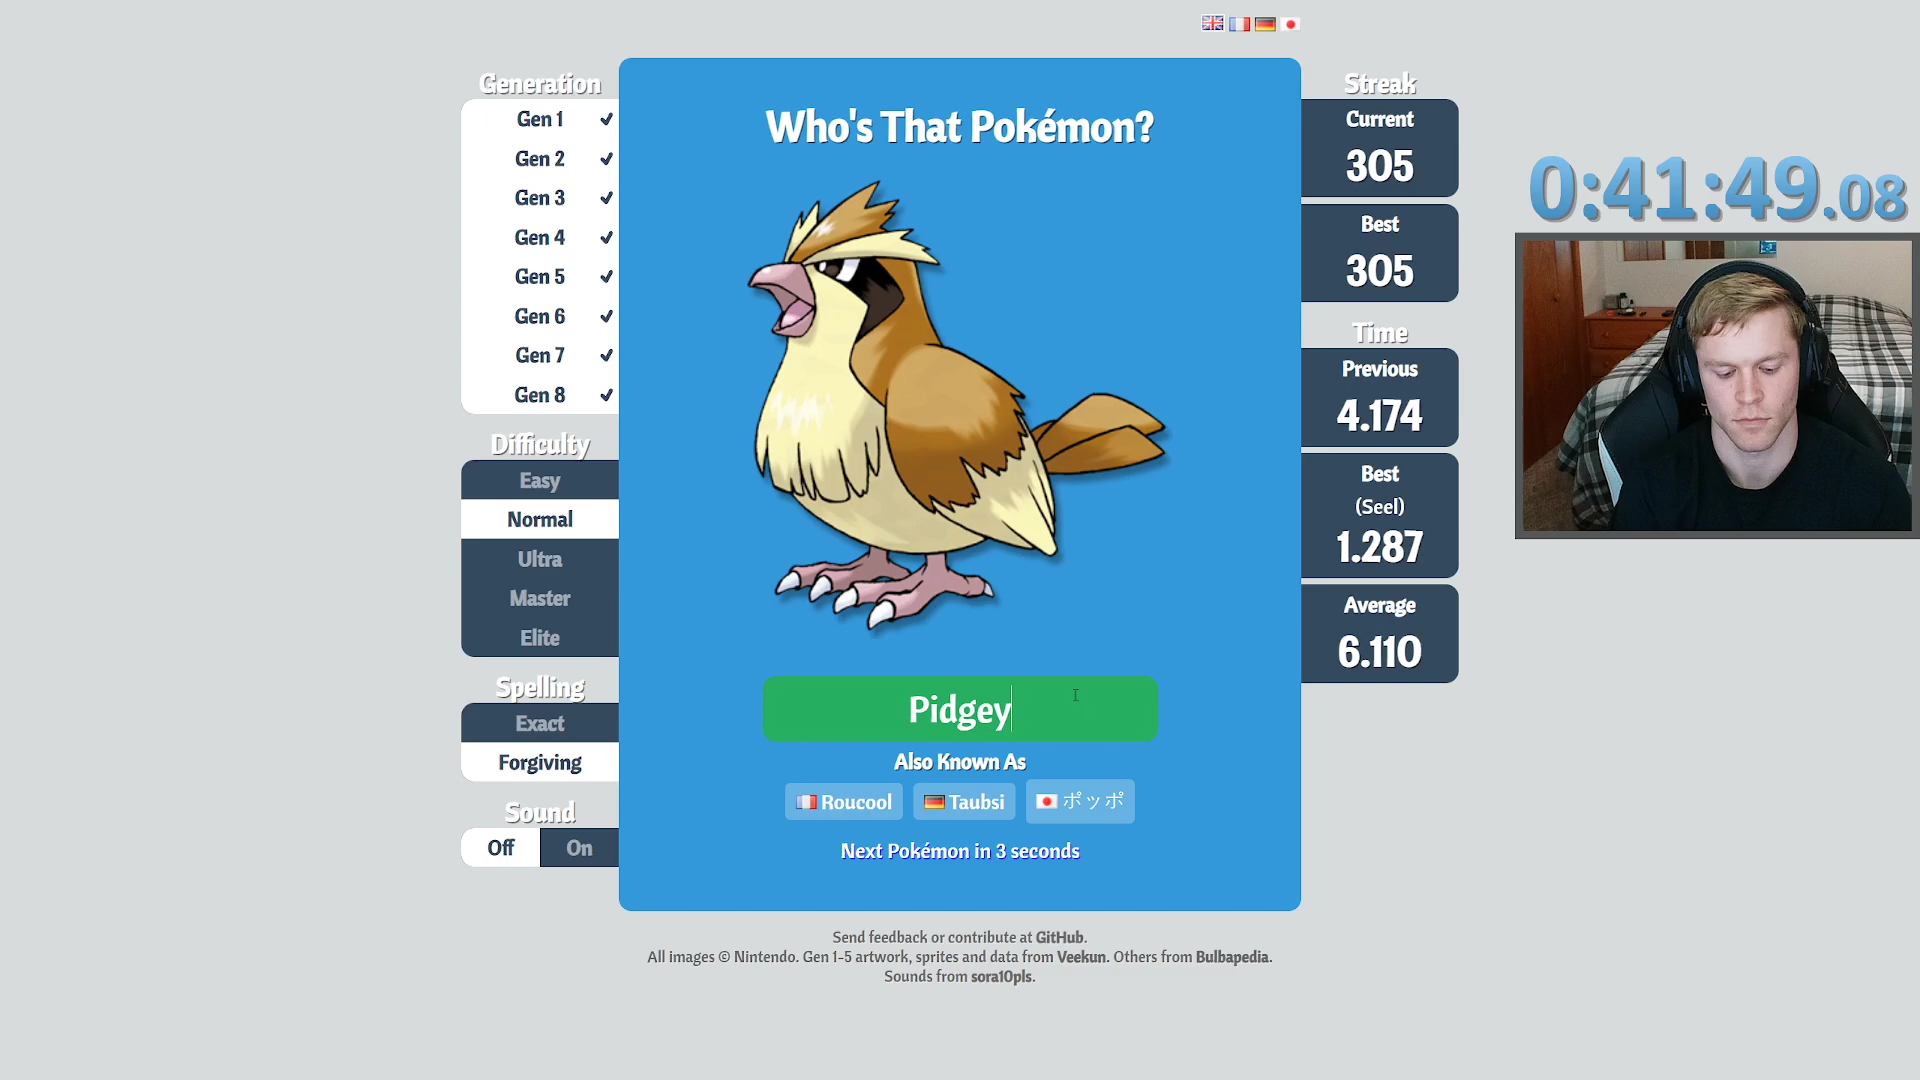 Generation
Gen 1 ✔
Gen 2 ✔
Gen 3 ✔
Gen 4 ✔
Gen 5 ✔
Gen 6 ✔
Gen 7 ✔
Gen 8 ✔
Difficulty
Easy
Normal
Ultra
Master
Elite
Spelling
Exact
Forgiving
Sound
Off On
Who's That Pokémon?
Pidgey
Also Known As
Roucool Taubsi ポッポ
Next Pokémon in 3 seconds
Streak
Current
305
Best
305
Time
Previous
4.174
Best
(Seel)
1.287
Average
6.110
0:41:49.08
Send feedback or contribute at GitHub.
All images © Nintendo. Gen 1-5 artwork, sprites and data from Veekun. Others from Bulbapedia.
Sounds from sora10pls.